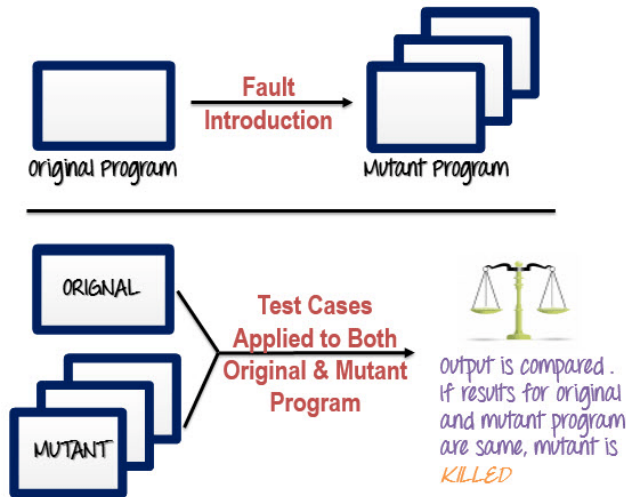 Fault
Introduction
Original Program
Mutant Program
ORIGNAL
MUTANT
Test Cases
Applied to Both
Original & Mutant
Program
Output is compared.
If results for original
and mutant program
are same, mutant is
KILLED